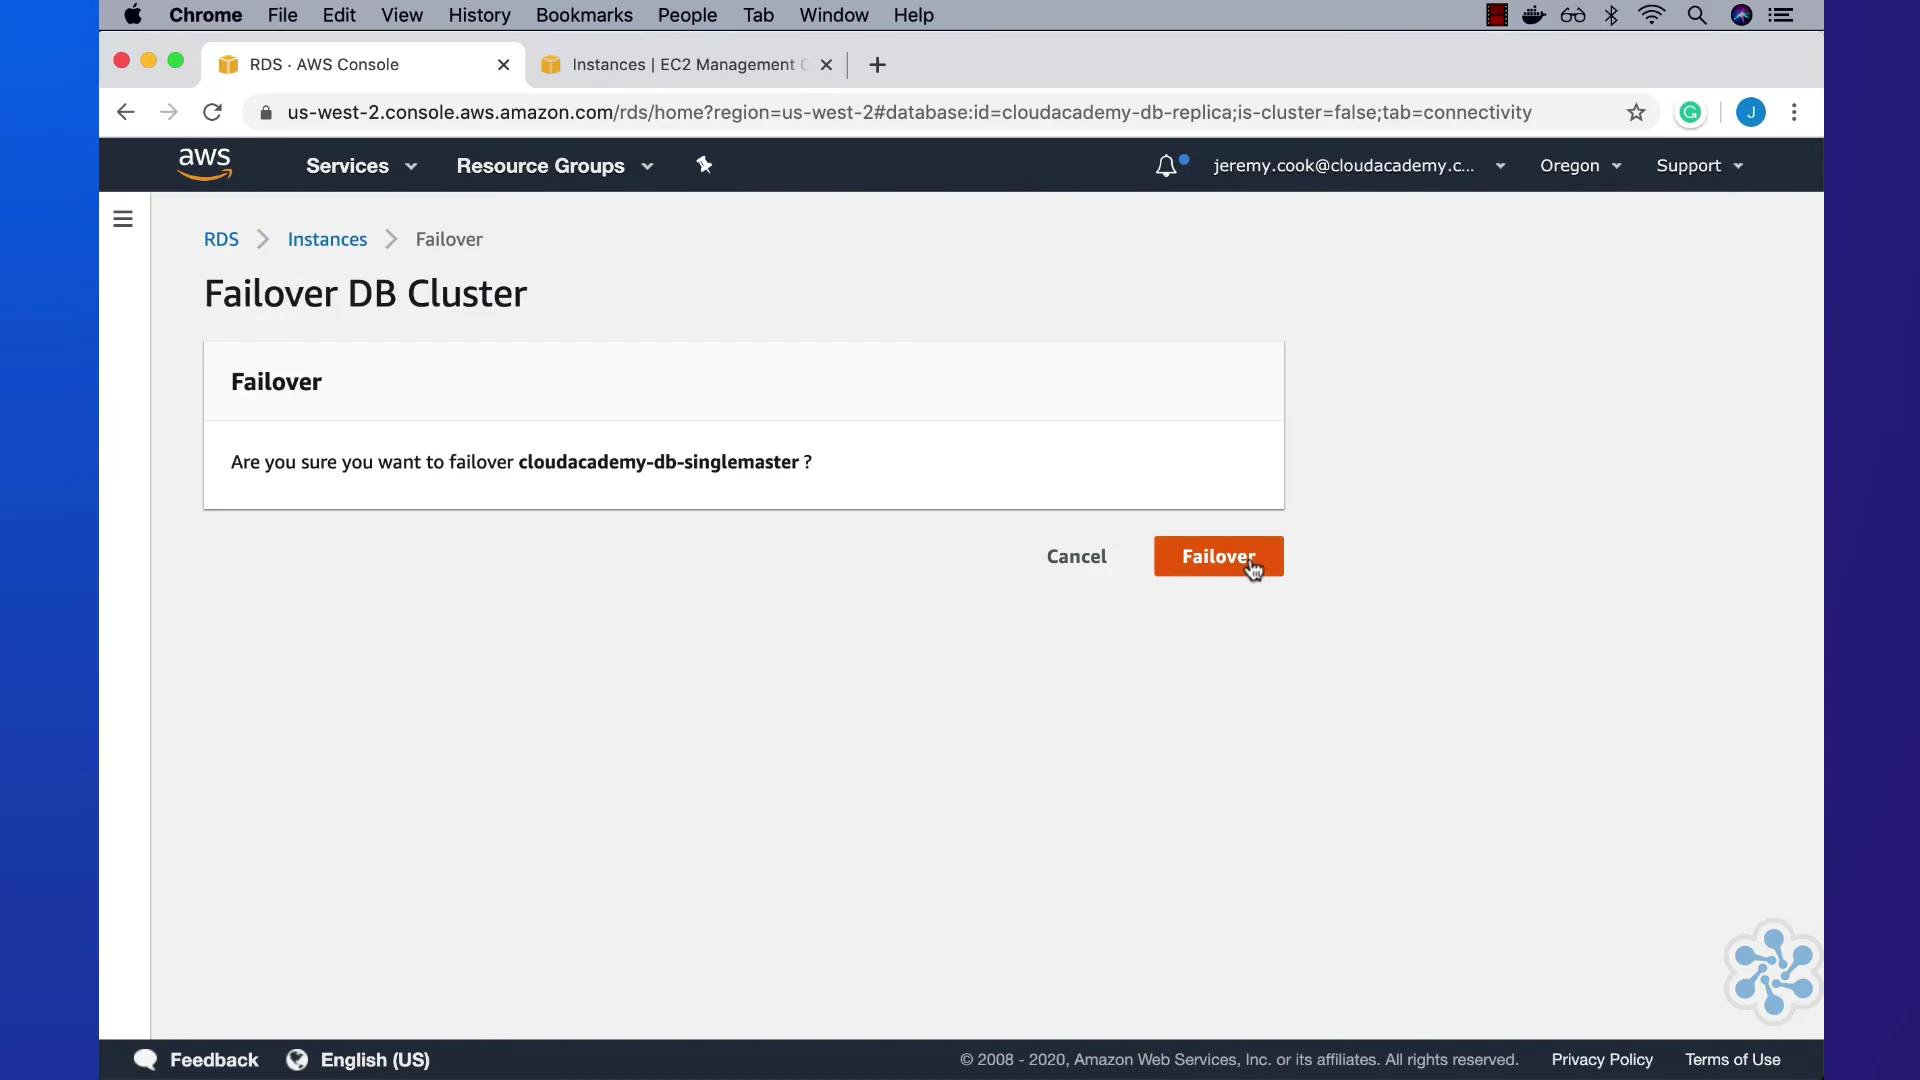 Chrome File Edit View History Bookmarks People Tab Window Help
RDS · AWS Console
Instances | EC2 Management
us-west-2.console.aws.amazon.com/rds/home?region=us-west-2#database:id=cloudacademy-db-replica;is-cluster=false;tab=connectivity
J
aws Services Resource Groups jeremy.cook@cloudacademy.c... Oregon Support
RDS Instances Failover
Failover DB Cluster
Failover
Are you sure you want to failover cloudacademy-db-singlemaster ?
Cancel Failover
Feedback English (US) © 2008 - 2020, Amazon Web Services, Inc. or its affiliates. All rights reserved. Privacy Policy Terms of Use